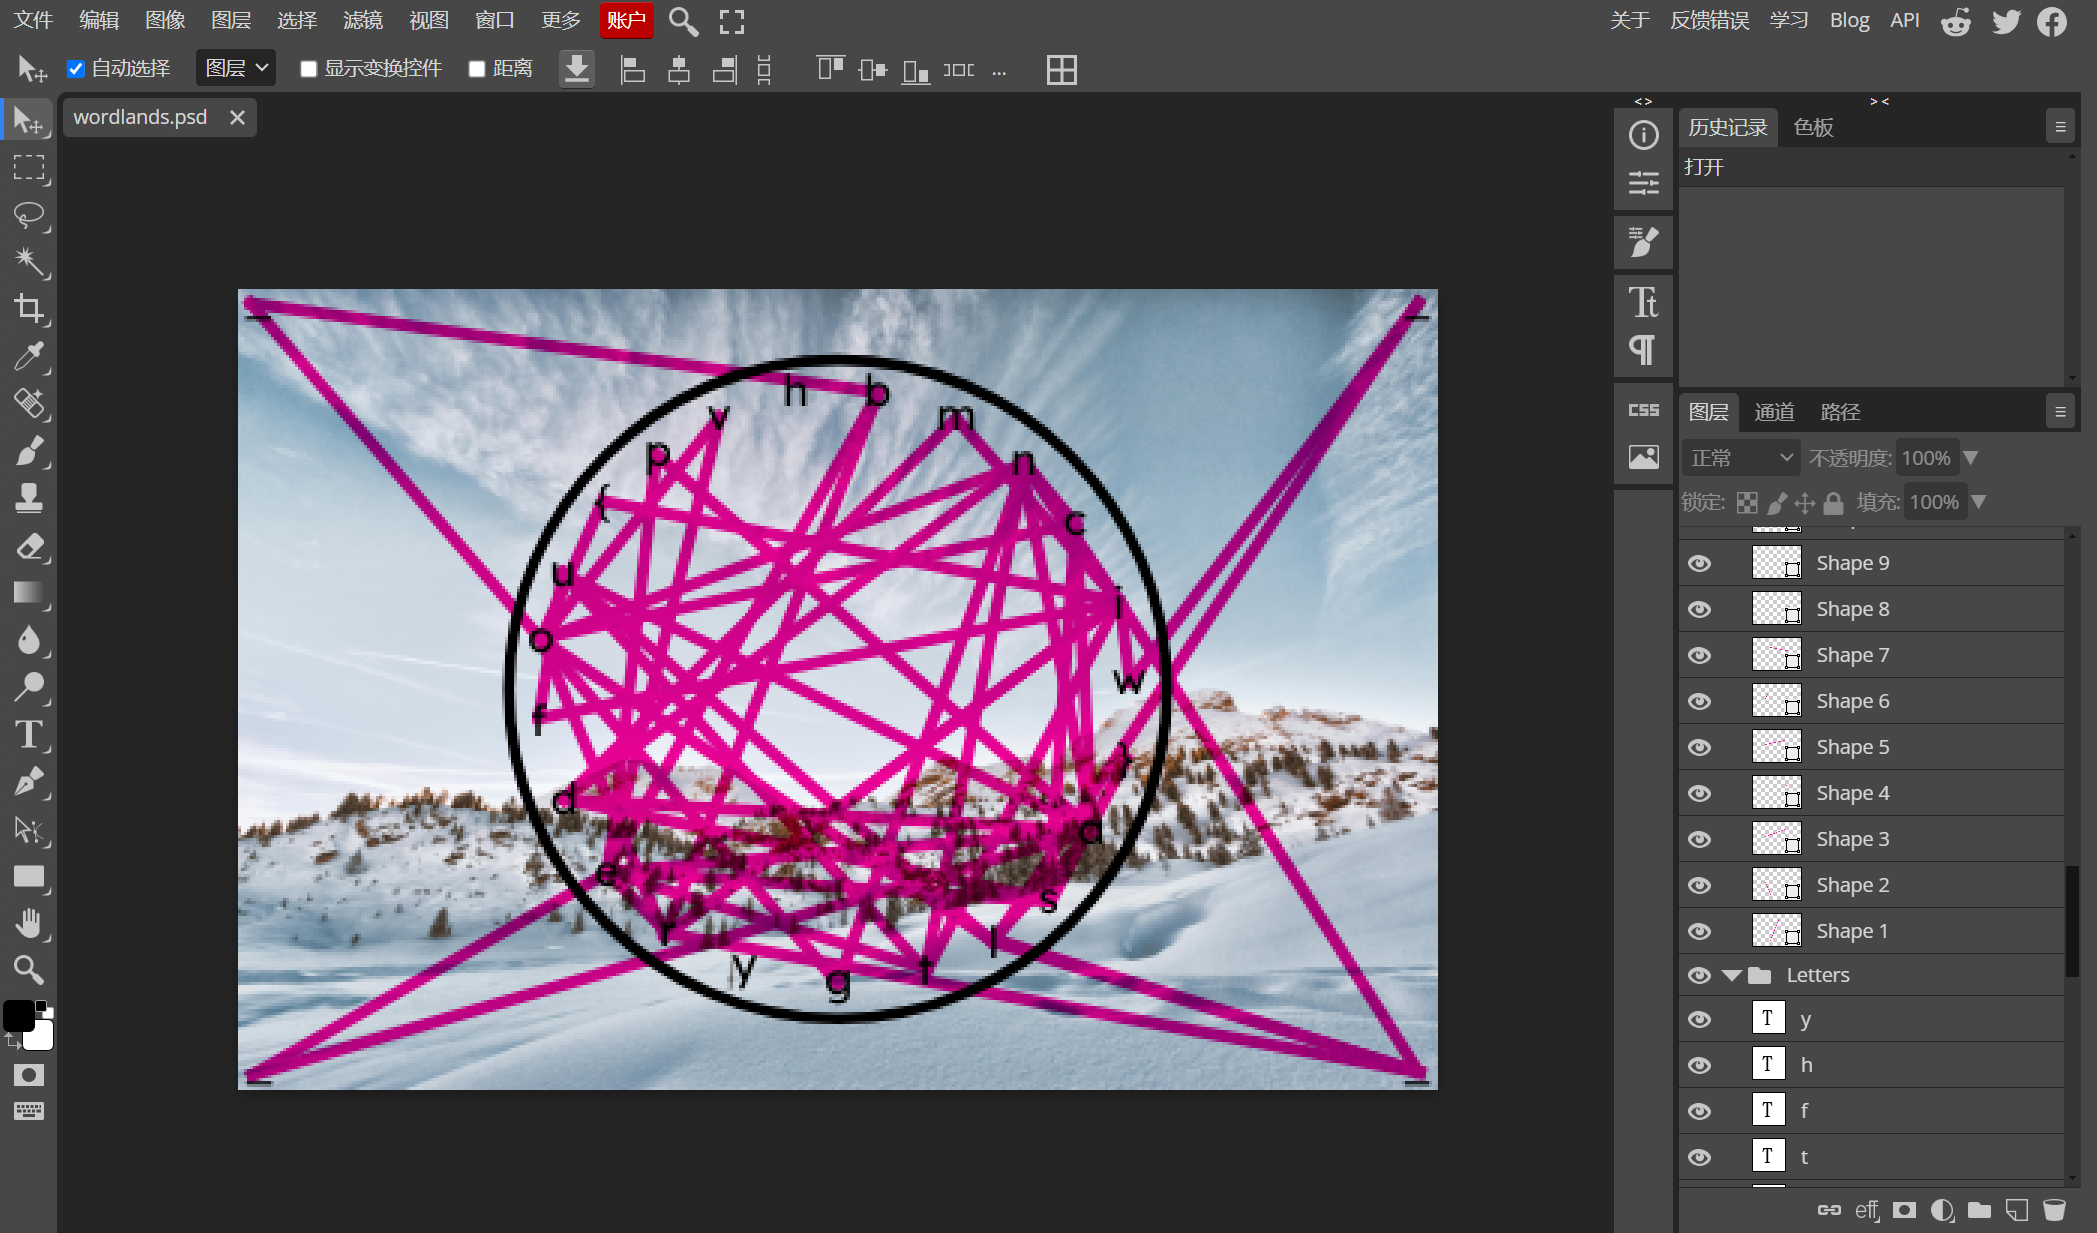 文件 编辑 图像 图层 选择 滤镜 视图 窗口 更多 账户 关于 反馈错误 学习 Blog API
自动选择 图层 显示变换控件 距离 ...
wordlands.psd
< > > <
历史记录 色板
打开
CSS
图层 通道 路径
正常 不透明度: 100%
锁定: 填充: 100%
Shape 9
Shape 8
Shape 7
Shape 6
Shape 5
Shape 4
Shape 3
Shape 2
Shape 1
Letters
T y
T h
T f
T t
eff
h b
v m
p n
{ c
u i
o w
f }
d a
e s
r l
y g t
_ _
_ _